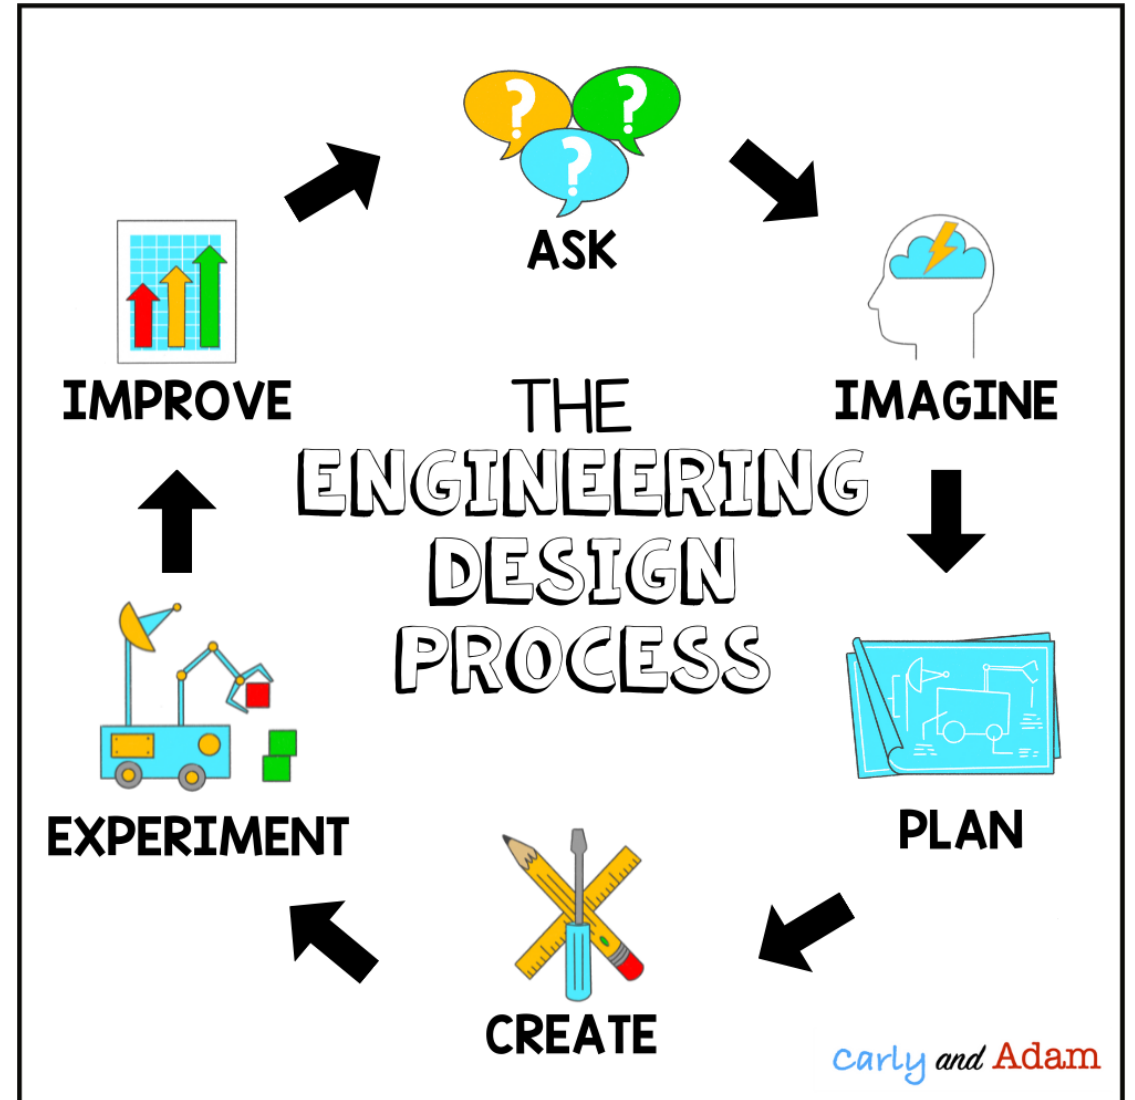 ? ?
?
ASK
IMPROVE
IMAGINE
THE
ENGINEERING
DESIGN
PROCESS
EXPERIMENT
PLAN
CREATE
Carly and Adam